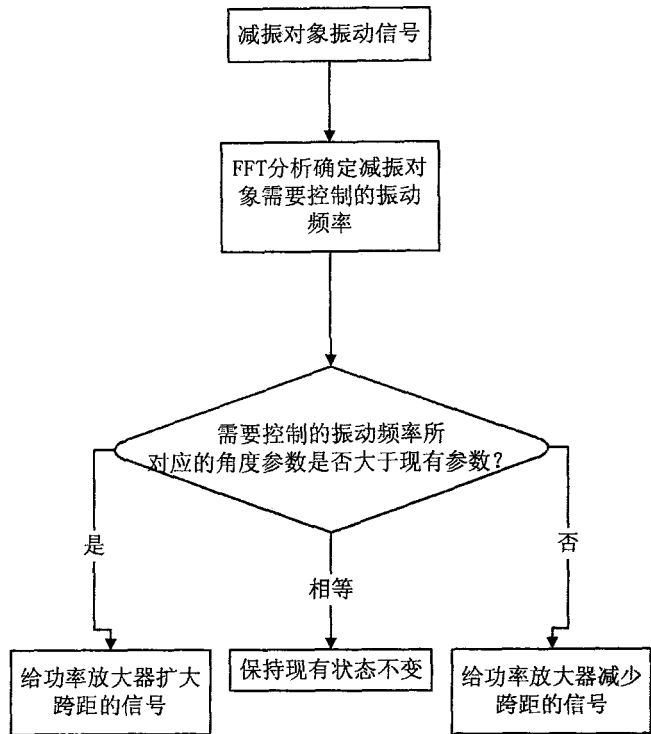 减振对象振动信号
FFT分析确定减振对
象需要控制的振动
频率
需要控制的振动频率所
对应的角度参数是否大于现有参数？
是
相等
否
给功率放大器扩大
跨距的信号
保持现有状态不变
给功率放大器减少
跨距的信号